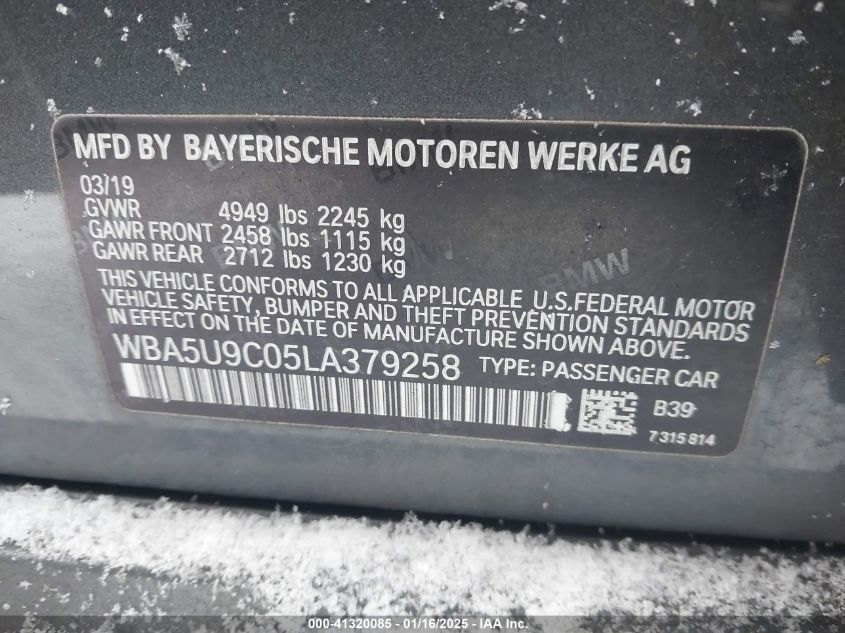 MFD BY BAYERISCHE MOTOREN WERKE AG
03/19
GVWR 4949 lbs 2245 kg
GAWR FRONT 2458 lbs 1115 kg
GAWR REAR 2712 lbs 1230 kg
THIS VEHICLE CONFORMS TO ALL APPLICABLE U.S.FEDERAL MOTOR
VEHICLE SAFETY, BUMPER AND THEFT PREVENTION STANDARDS
IN EFFECT ON THE DATE OF MANUFACTURE SHOWN ABOVE.
WBA5U9C05LA379258 TYPE: PASSENGER CAR
B39
7315814
000-41320085 - 01/16/2025 - IAA Inc.